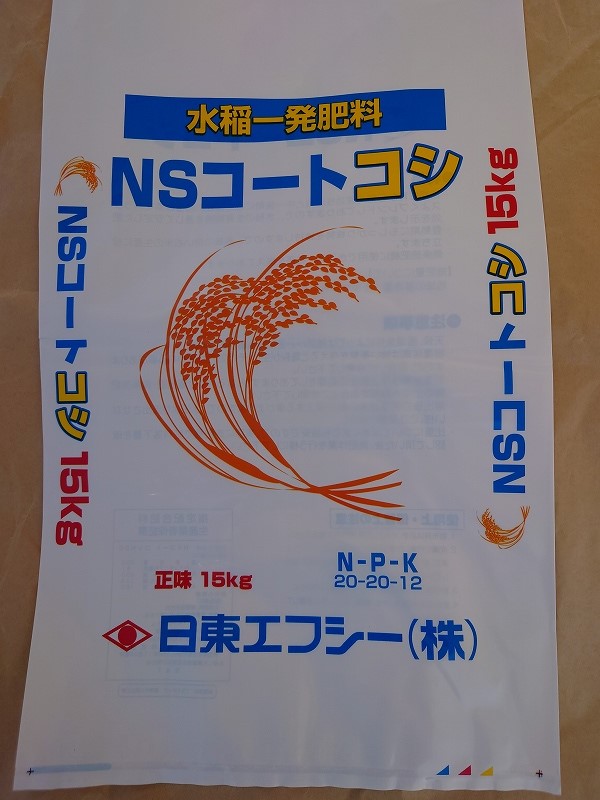 水稲一発肥料
NSコートコシ
NSコートコシ 15kg
NSコートコシ 15kg
正味 15kg
N-P-K
20-20-12
日東エフシー(株)